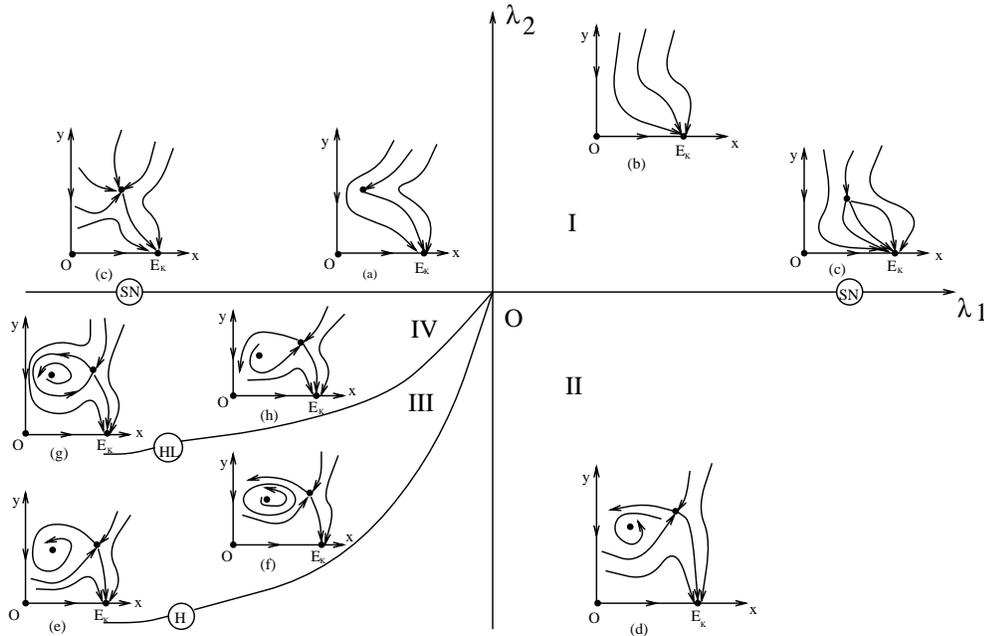 λ2
y
O
E_K
x
(b)
y
O
E_K
x
(c)
y
O
E_K
x
(a)
y
O
E_K
x
(c)
I
SN
SN
O
λ1
IV
III
II
y
O
E_K
x
(g)
O
E_K
x
(h)
HL
y
O
E_K
x
(e)
y
O
E_K
x
(f)
H
y
O
E_K
x
(d)